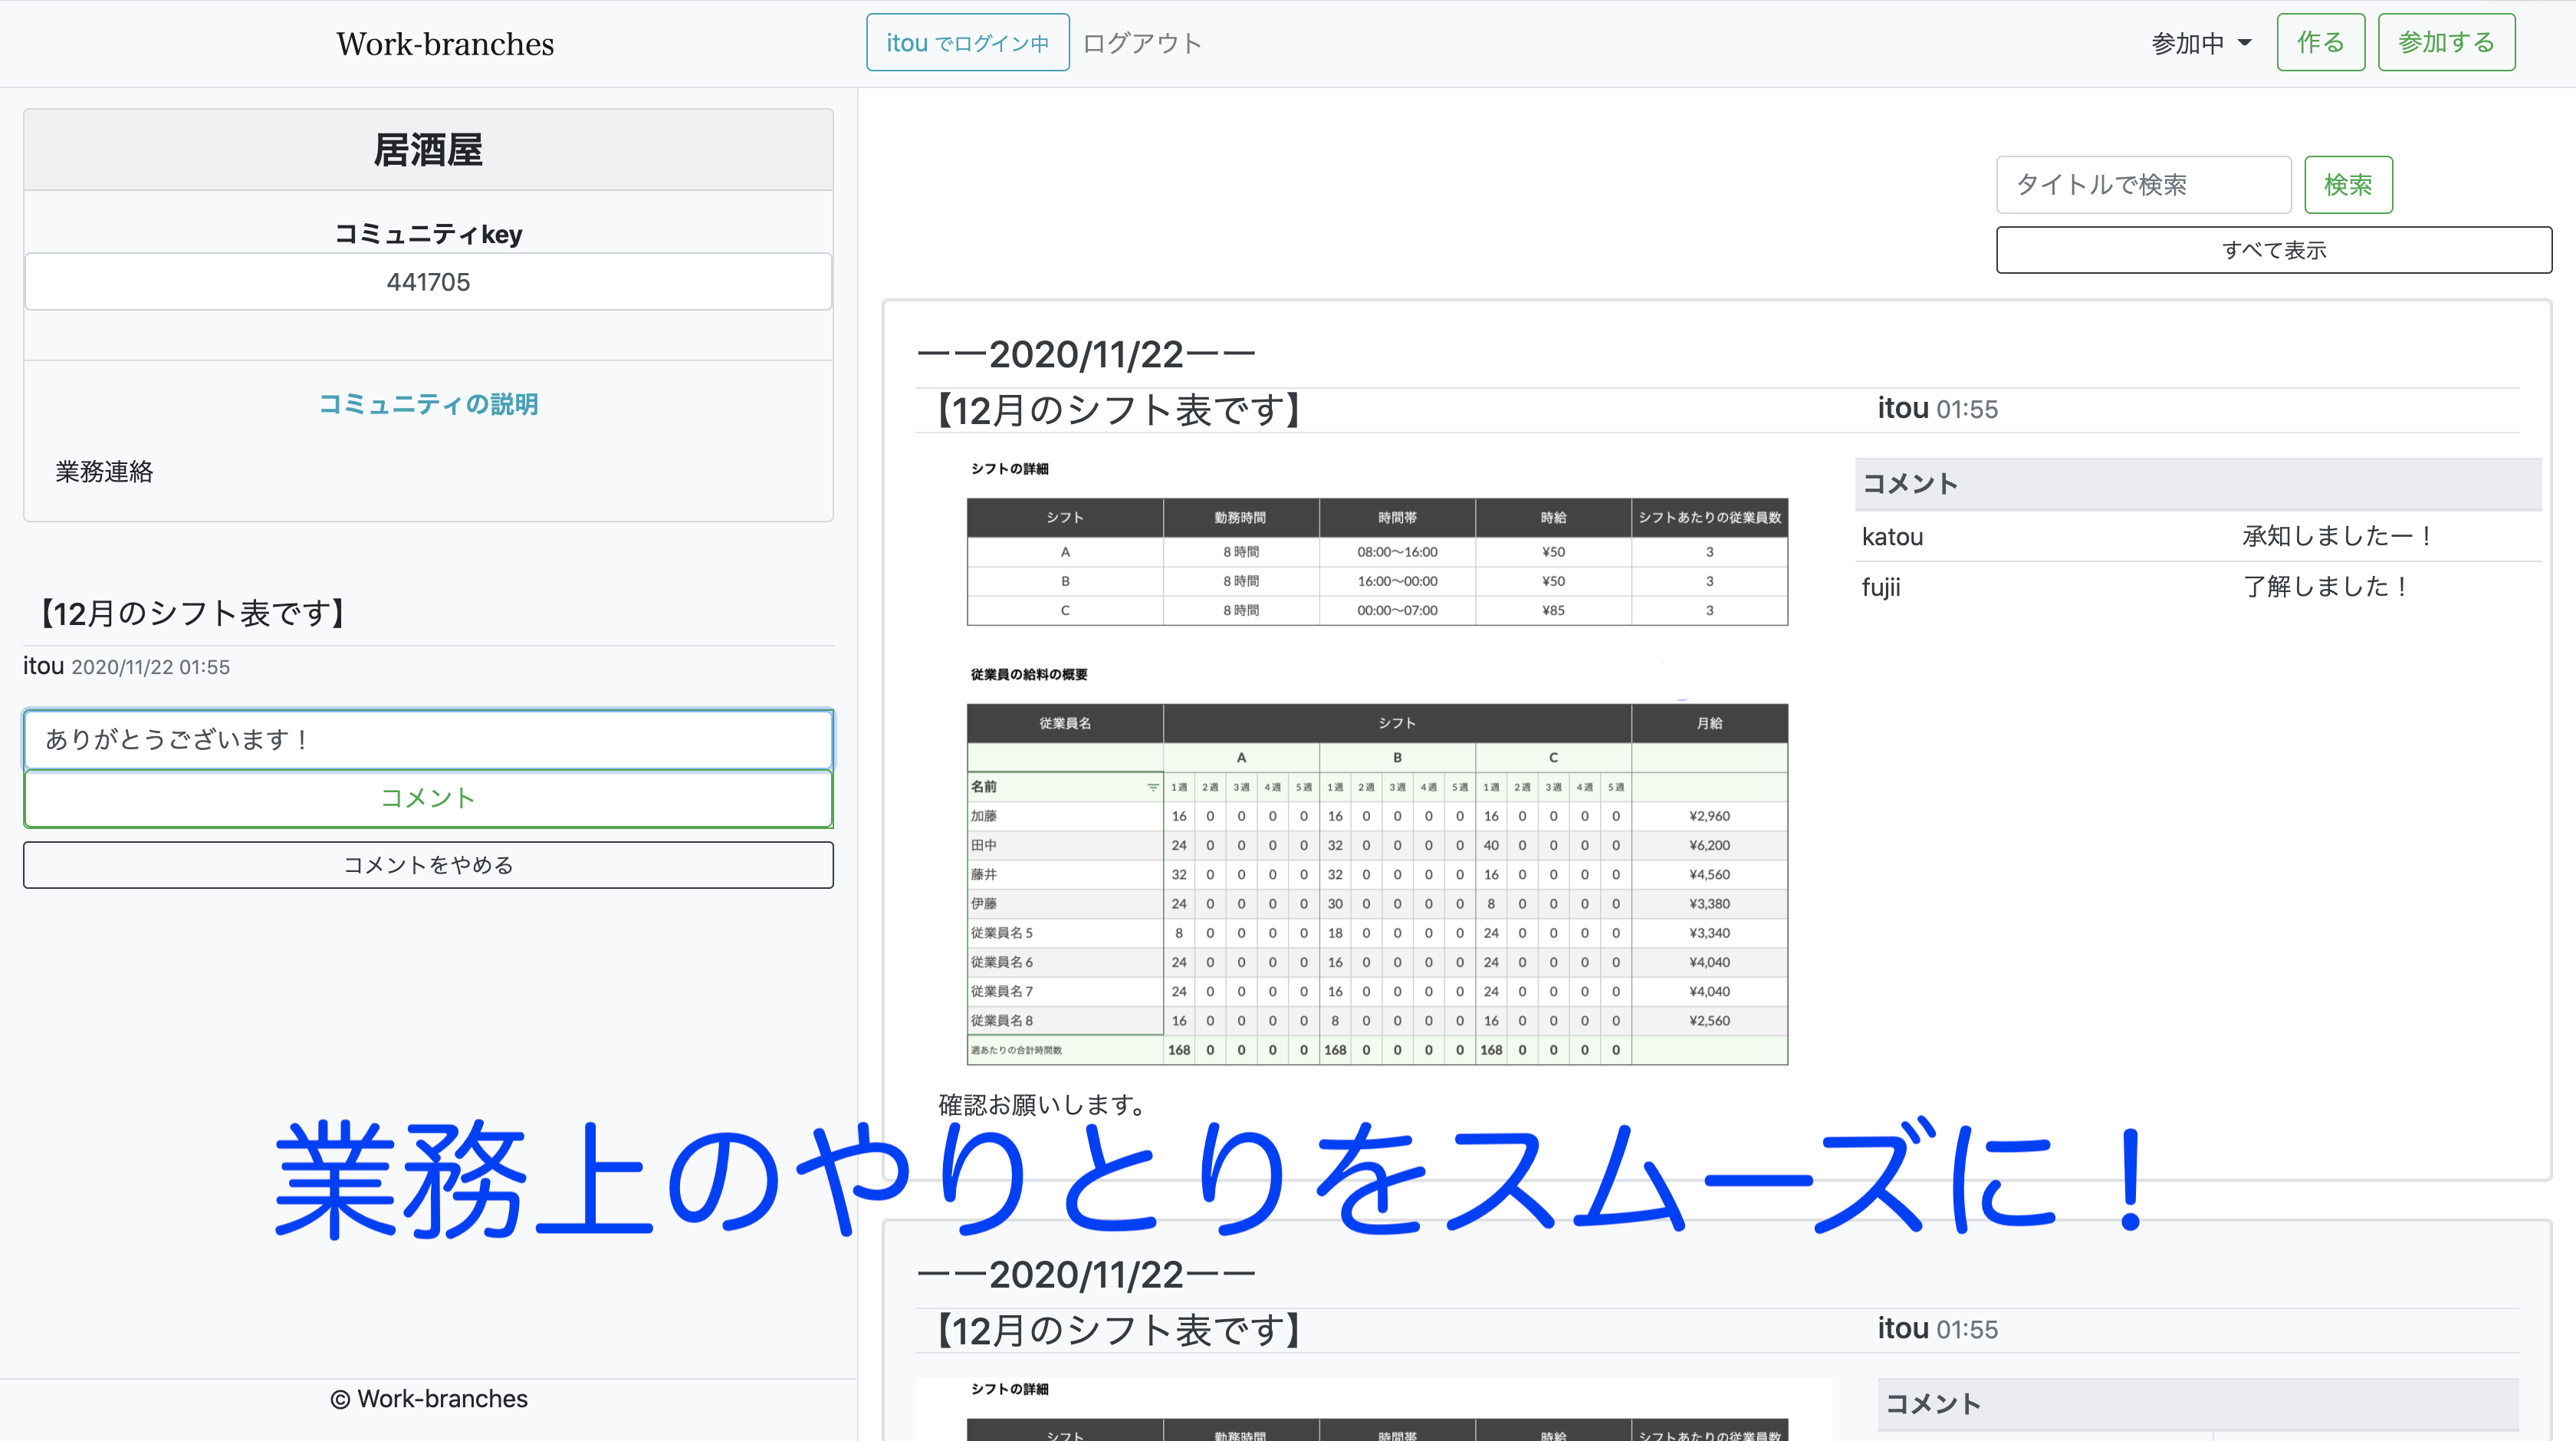 Work-branches
itou でログイン中 ログアウト
参加中 作る 参加する
居酒屋
コミュニティkey
441705
コミュニティの説明
業務連絡
【12月のシフト表です】
itou 2020/11/22 01:55
ありがとうございます！
コメント
コメントをやめる
© Work-branches
タイトルで検索 検索
すべて表示
ーー2020/11/22ーー
【12月のシフト表です】 itou 01:55
シフトの詳細
シフト 勤務時間 時間帯 時給 シフトあたりの従業員数
A 8 時間 08:00〜16:00 ¥50 3
B 8 時間 16:00〜00:00 ¥50 3
C 8 時間 00:00〜07:00 ¥85 3
従業員の給料の概要
従業員名 シフト 月給
A B C
名前 1週 2週 3週 4週 5週 1週 2週 3週 4週 5週 1週 2週 3週 4週 5週
加藤 16 0 0 0 0 16 0 0 0 0 16 0 0 0 0 ¥2,960
田中 24 0 0 0 0 32 0 0 0 0 40 0 0 0 0 ¥6,200
藤井 32 0 0 0 0 32 0 0 0 0 16 0 0 0 0 ¥4,560
伊藤 24 0 0 0 0 30 0 0 0 0 8 0 0 0 0 ¥3,380
従業員名 5 8 0 0 0 0 18 0 0 0 0 24 0 0 0 0 ¥3,340
従業員名 6 24 0 0 0 0 16 0 0 0 0 24 0 0 0 0 ¥4,040
従業員名 7 24 0 0 0 0 16 0 0 0 0 24 0 0 0 0 ¥4,040
従業員名 8 16 0 0 0 0 8 0 0 0 0 16 0 0 0 0 ¥2,560
週あたりの合計時間数 168 0 0 0 0 168 0 0 0 0 168 0 0 0 0
確認お願いします。
コメント
katou 承知しましたー！
fujii 了解しました！
業務上のやりとりをスムーズに！
ーー2020/11/22ーー
【12月のシフト表です】 itou 01:55
シフトの詳細
シフト 勤務時間 時間帯 時給 シフトあたりの従業員数
コメント